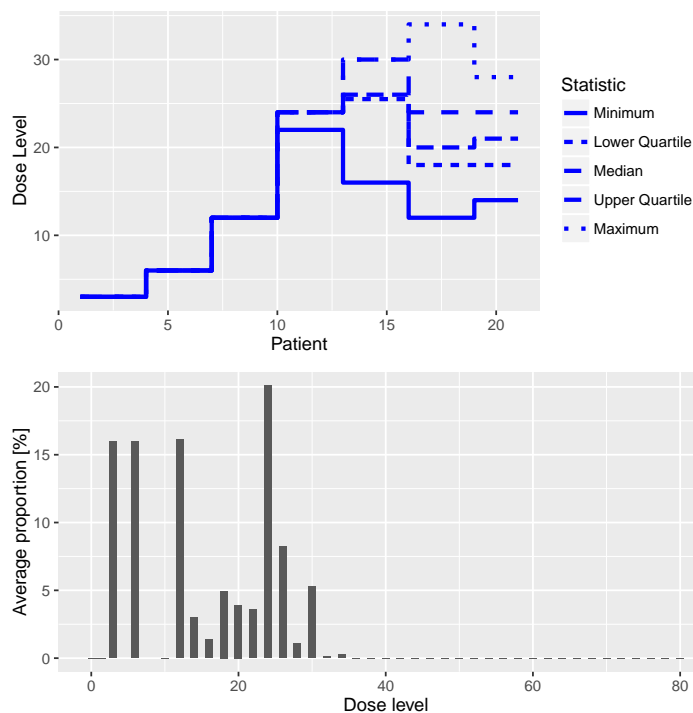 30
20
10
Dose Level
0
5
10
15
20
Patient
Statistic
Minimum
Lower Quartile
Median
Upper Quartile
Maximum
20
15
10
5
0
Average proportion [%]
0
20
40
60
80
Dose level